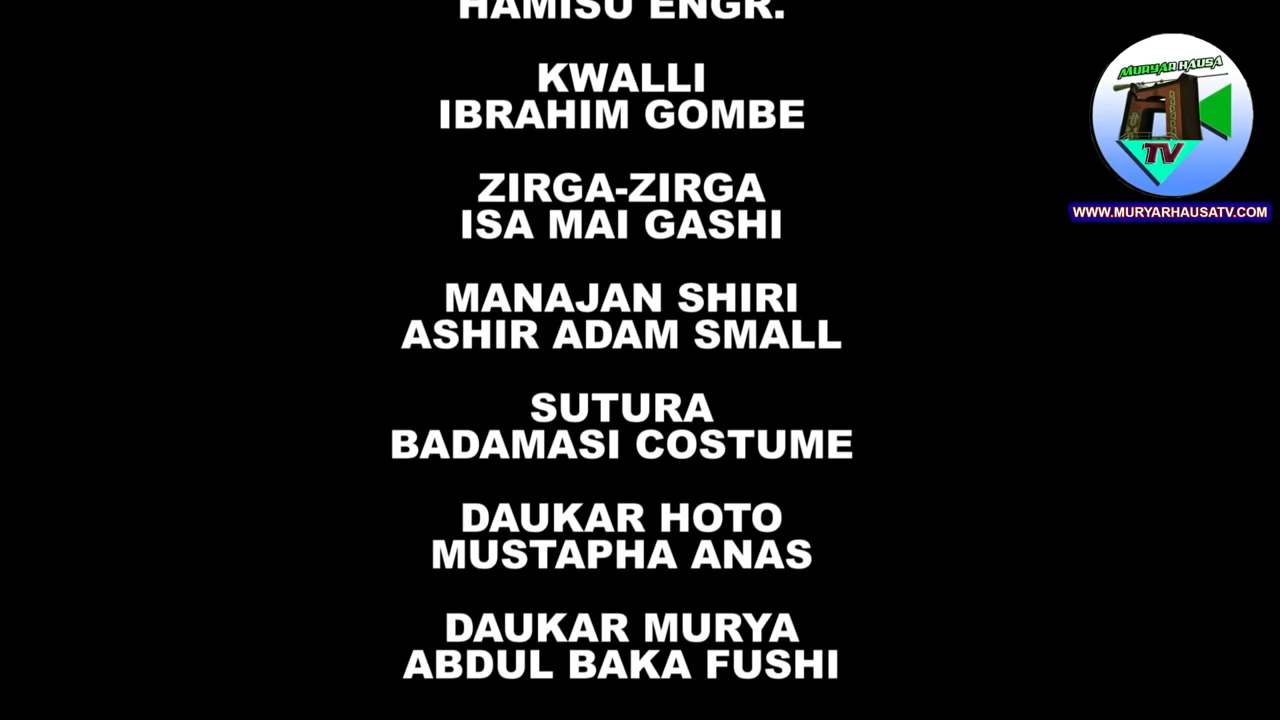 HAMISU ENGR.
KWALLI
IBRAHIM GOMBE
ZIRGA-ZIRGA
ISA MAI GASHI
MANAJAN SHIRI
ASHIR ADAM SMALL
SUTURA
BADAMASI COSTUME
DAUKAR HOTO
MUSTAPHA ANAS
DAUKAR MURYA
ABDUL BAKA FUSHI
MURYAR HAUSA
TV
WWW.MURYARHAUSATV.COM